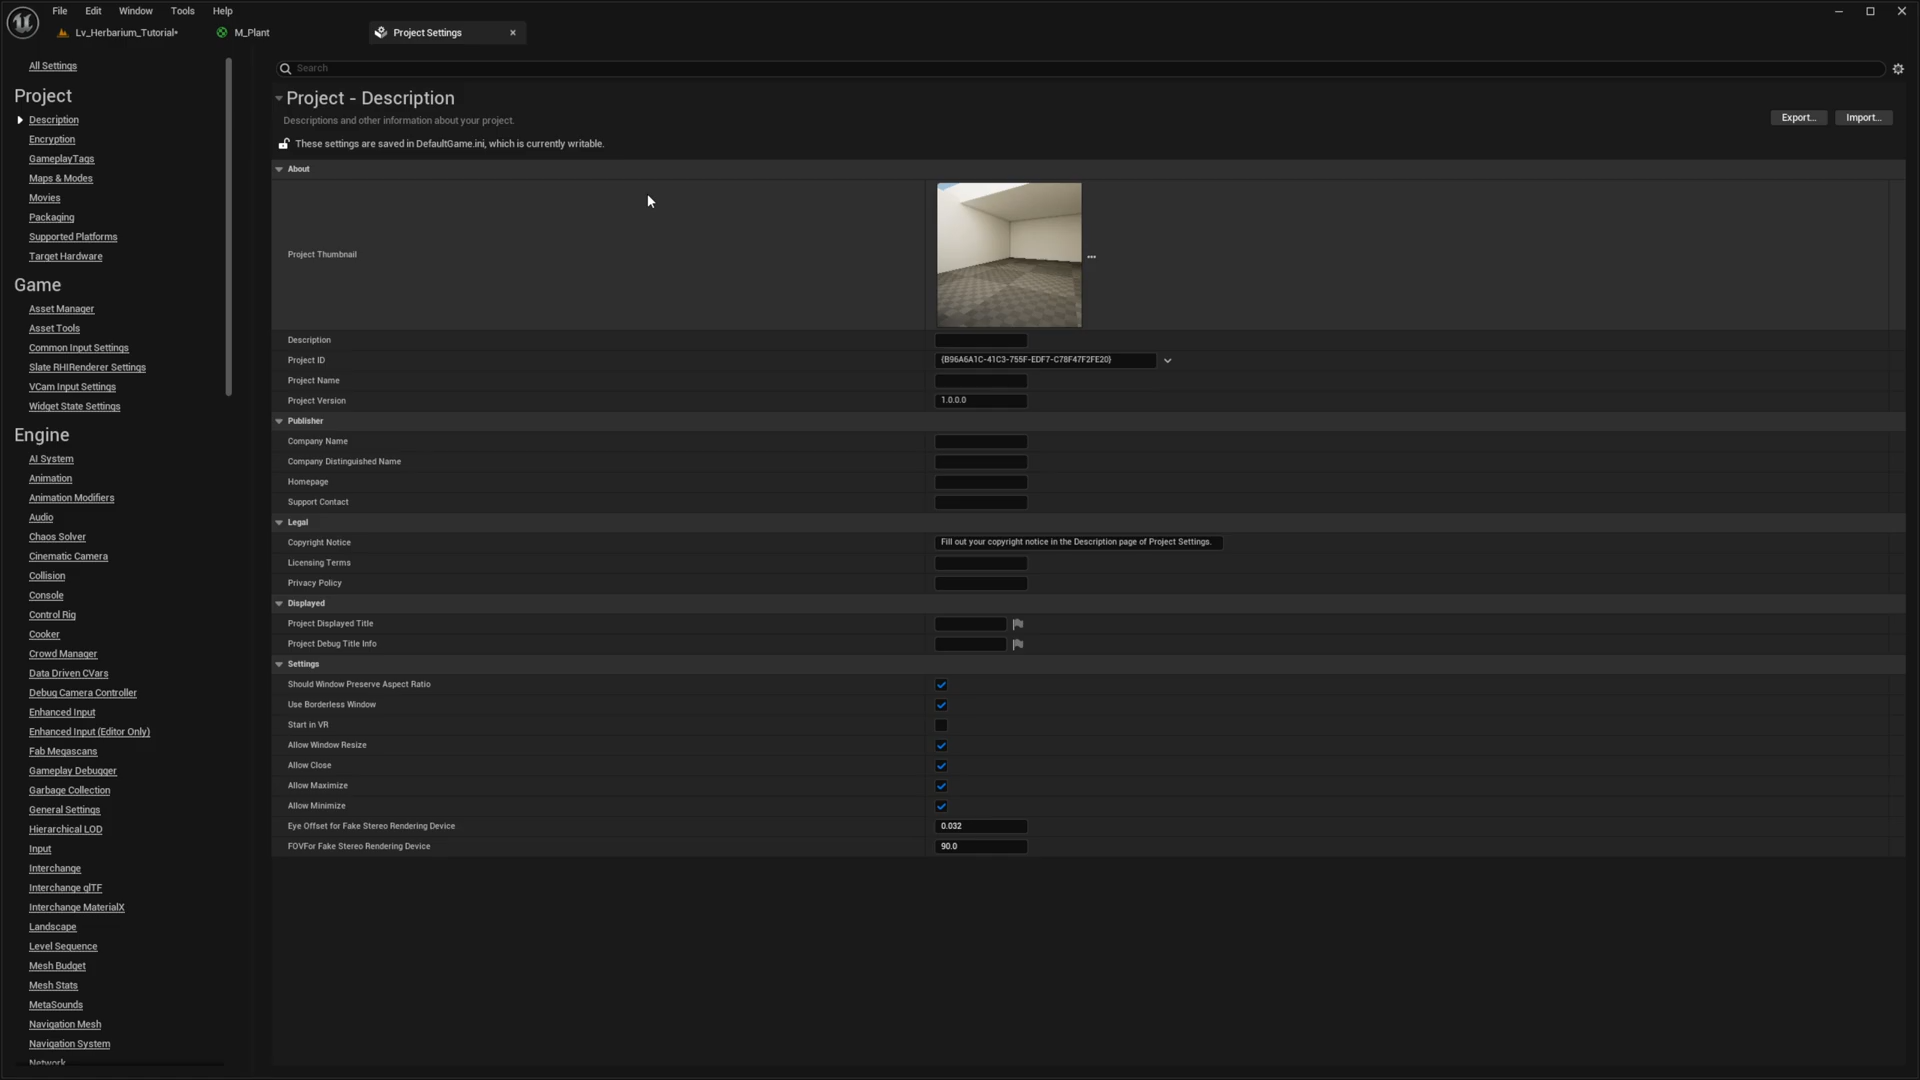 File Edit Window Tools Help
Lv_Herbarium_Tutorial* M_Plant Project Settings
Search
All Settings
Project
Description
Encryption
GameplayTags
Maps & Modes
Movies
Packaging
Supported Platforms
Target Hardware
Game
Asset Manager
Asset Tools
Common Input Settings
Slate RHIRenderer Settings
VCam Input Settings
Widget State Settings
Engine
AI System
Animation
Animation Modifiers
Audio
Chaos Solver
Cinematic Camera
Collision
Console
Control Rig
Cooker
Crowd Manager
Data Driven CVars
Debug Camera Controller
Enhanced Input
Enhanced Input (Editor Only)
Fab Megascans
Gameplay Debugger
Garbage Collection
General Settings
Hierarchical LOD
Input
Interchange
Interchange glTF
Interchange MaterialX
Landscape
Level Sequence
Mesh Budget
Mesh Stats
MetaSounds
Navigation Mesh
Navigation System
Network
Project - Description
Descriptions and other information about your project.
Export... Import...
These settings are saved in DefaultGame.ini, which is currently writable.
About
Project Thumbnail ...
Description
Project ID {B96A6A1C-41C3-755F-EDF7-C78F47F2FE20}
Project Name
Project Version 1.0.0.0
Publisher
Company Name
Company Distinguished Name
Homepage
Support Contact
Legal
Copyright Notice Fill out your copyright notice in the Description page of Project Settings.
Licensing Terms
Privacy Policy
Displayed
Project Displayed Title
Project Debug Title Info
Settings
Should Window Preserve Aspect Ratio
Use Borderless Window
Start in VR
Allow Window Resize
Allow Close
Allow Maximize
Allow Minimize
Eye Offset for Fake Stereo Rendering Device 0.032
FOVFor Fake Stereo Rendering Device 90.0